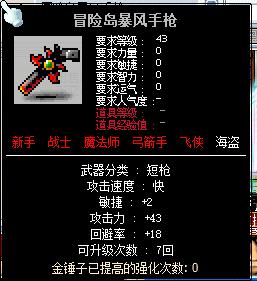 冒险岛暴风手枪
要求等级: 43
要求力量: 0
要求敏捷: 0
要求智力: 0
要求运气: 0
要求人气度: -
道具等级: -
道具经验值: -
新手 战士 魔法师 弓箭手 飞侠 海盗
武器分类: 短枪
攻击速度: 快
敏捷: +2
攻击力: +43
回避率: +18
可升级次数: 7回
金锤子已提高的强化次数: 0